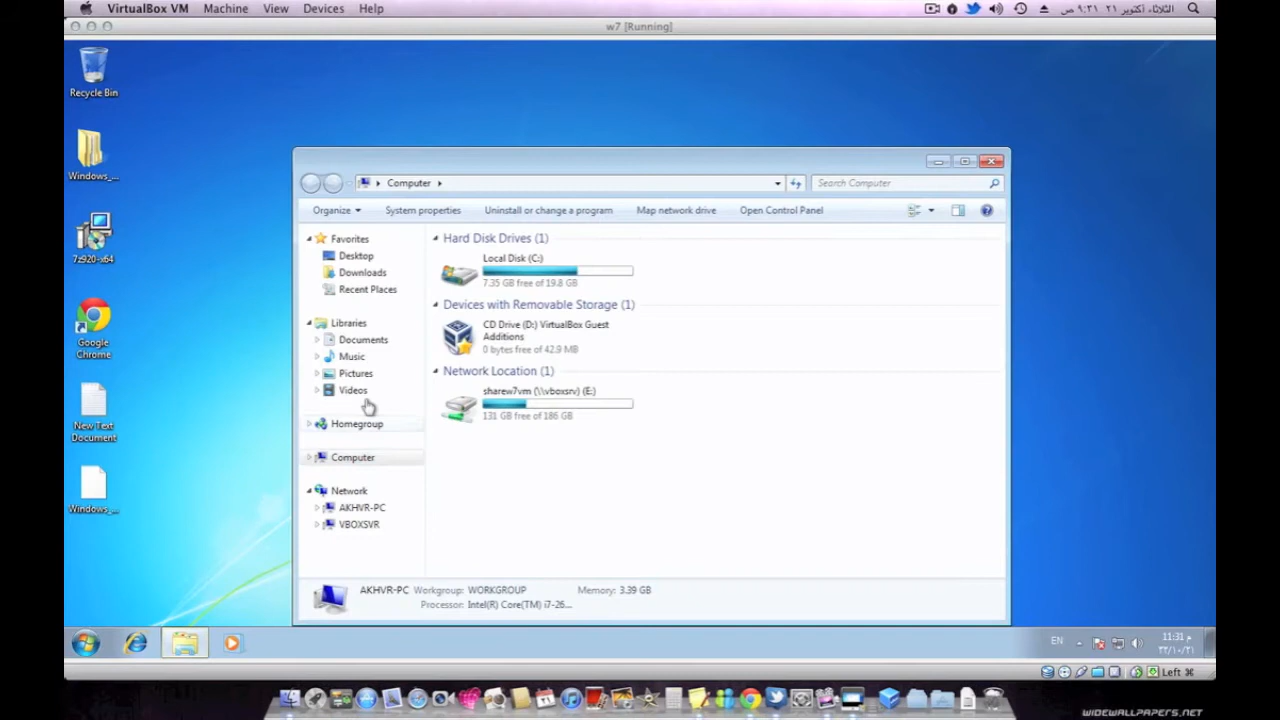 VirtualBox VM Machine View Devices Help
الثلاثاء، أكتوبر ٢١ ٩:٣١ ص
w7 [Running]
Recycle Bin
Windows_...
7z920-x64
Google
Chrome
New Text
Document
Windows_...
Computer
Search Computer
Organize System properties Uninstall or change a program Map network drive Open Control Panel
Favorites
Desktop
Downloads
Recent Places
Libraries
Documents
Music
Pictures
Videos
Homegroup
Computer
Network
AKHVR-PC
VBOXSVR
Hard Disk Drives (1)
Local Disk (C:)
7.35 GB free of 19.8 GB
Devices with Removable Storage (1)
CD Drive (D:) VirtualBox Guest
Additions
0 bytes free of 42.9 MB
Network Location (1)
sharew7vm (\\vboxsrv) (E:)
131 GB free of 186 GB
AKHVR-PC Workgroup: WORKGROUP Memory: 3.39 GB
Processor: Intel(R) Core(TM) i7-26...
EN
11:31 م
٣٣/١٠/٢١
Left ⌘
WIDEWALLPAPERS.NET